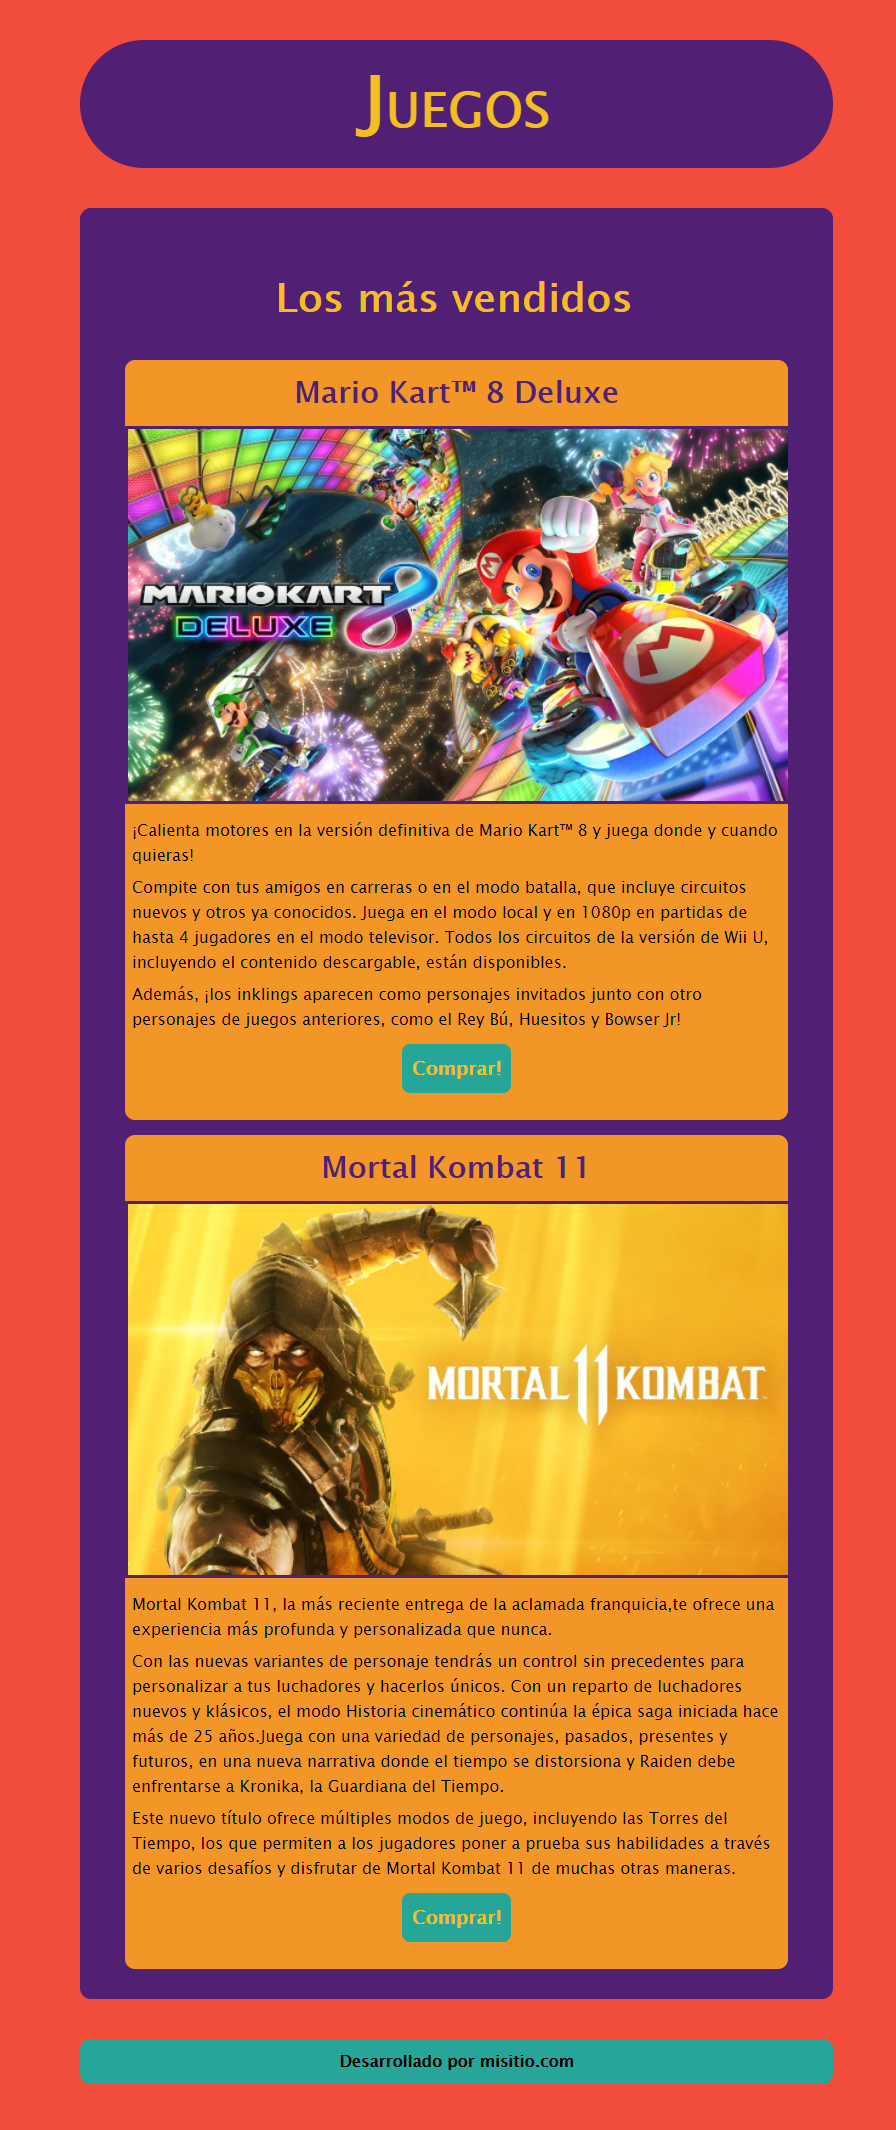 Juegos
Los más vendidos
Mario Kart™ 8 Deluxe
MARIOKART 8™
DELUXE
¡Calienta motores en la versión definitiva de Mario Kart™ 8 y juega donde y cuando
quieras!
Compite con tus amigos en carreras o en el modo batalla, que incluye circuitos
nuevos y otros ya conocidos. Juega en el modo local y en 1080p en partidas de
hasta 4 jugadores en el modo televisor. Todos los circuitos de la versión de Wii U,
incluyendo el contenido descargable, están disponibles.
Además, ¡los inklings aparecen como personajes invitados junto con otro
personajes de juegos anteriores, como el Rey Bú, Huesitos y Bowser Jr!
Comprar!
Mortal Kombat 11
MORTAL 11 KOMBAT™
Mortal Kombat 11, la más reciente entrega de la aclamada franquicia,te ofrece una
experiencia más profunda y personalizada que nunca.
Con las nuevas variantes de personaje tendrás un control sin precedentes para
personalizar a tus luchadores y hacerlos únicos. Con un reparto de luchadores
nuevos y klásicos, el modo Historia cinemático continúa la épica saga iniciada hace
más de 25 años.Juega con una variedad de personajes, pasados, presentes y
futuros, en una nueva narrativa donde el tiempo se distorsiona y Raiden debe
enfrentarse a Kronika, la Guardiana del Tiempo.
Este nuevo título ofrece múltiples modos de juego, incluyendo las Torres del
Tiempo, los que permiten a los jugadores poner a prueba sus habilidades a través
de varios desafíos y disfrutar de Mortal Kombat 11 de muchas otras maneras.
Comprar!
Desarrollado por misitio.com